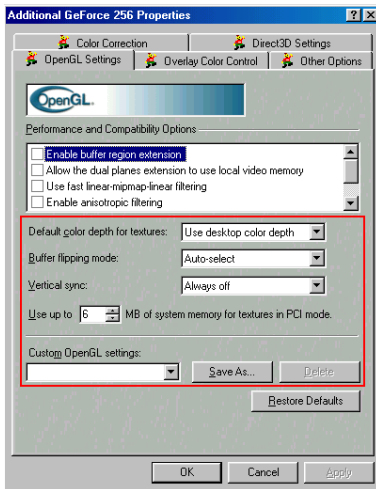 Additional GeForce 256 Properties
Color Correction
Direct3D Settings
OpenGL Settings
Overlay Color Control
Other Options
OpenGL.
Performance and Compatibility Options
Enable buffer region extension
Allow the dual planes extension to use local video memory
Use fast linear-mipmap-linear filtering
Enable anisotropic filtering
Default color depth for textures: Use desktop color depth
Buffer flipping mode: Auto-select
Vertical sync: Always off
Use up to 6 MB of system memory for textures in PCI mode.
Custom OpenGL settings:
Save As... Delete
Restore Defaults
OK Cancel Apply